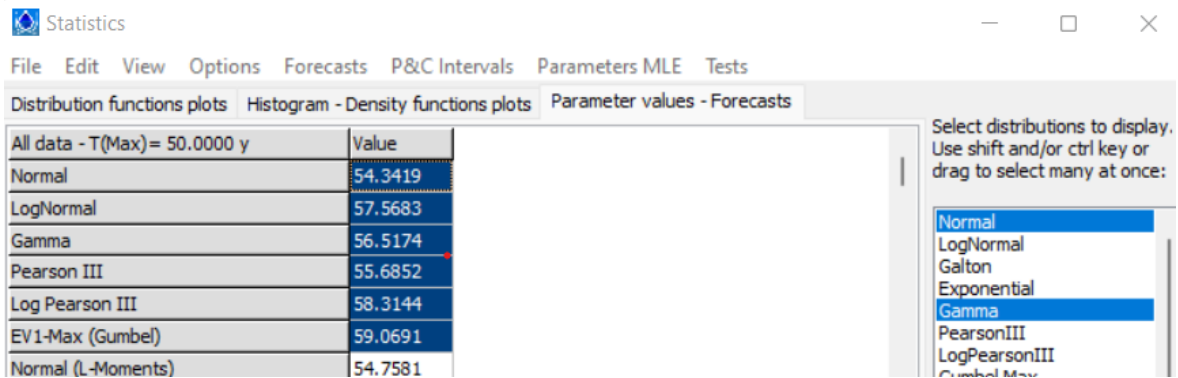 Statistics
File Edit View Options Forecasts P&C Intervals Parameters MLE Tests
Distribution functions plots Histogram - Density functions plots Parameter values - Forecasts
All data - T(Max)= 50.0000 y Value
Normal 54.3419
LogNormal 57.5683
Gamma 56.5174
Pearson III 55.6852
Log Pearson III 58.3144
EV1-Max (Gumbel) 59.0691
Normal (L-Moments) 54.7581
Select distributions to display.
Use shift and/or ctrl key or
drag to select many at once:
Normal
LogNormal
Galton
Exponential
Gamma
PearsonIII
LogPearsonIII
Gumbel Max